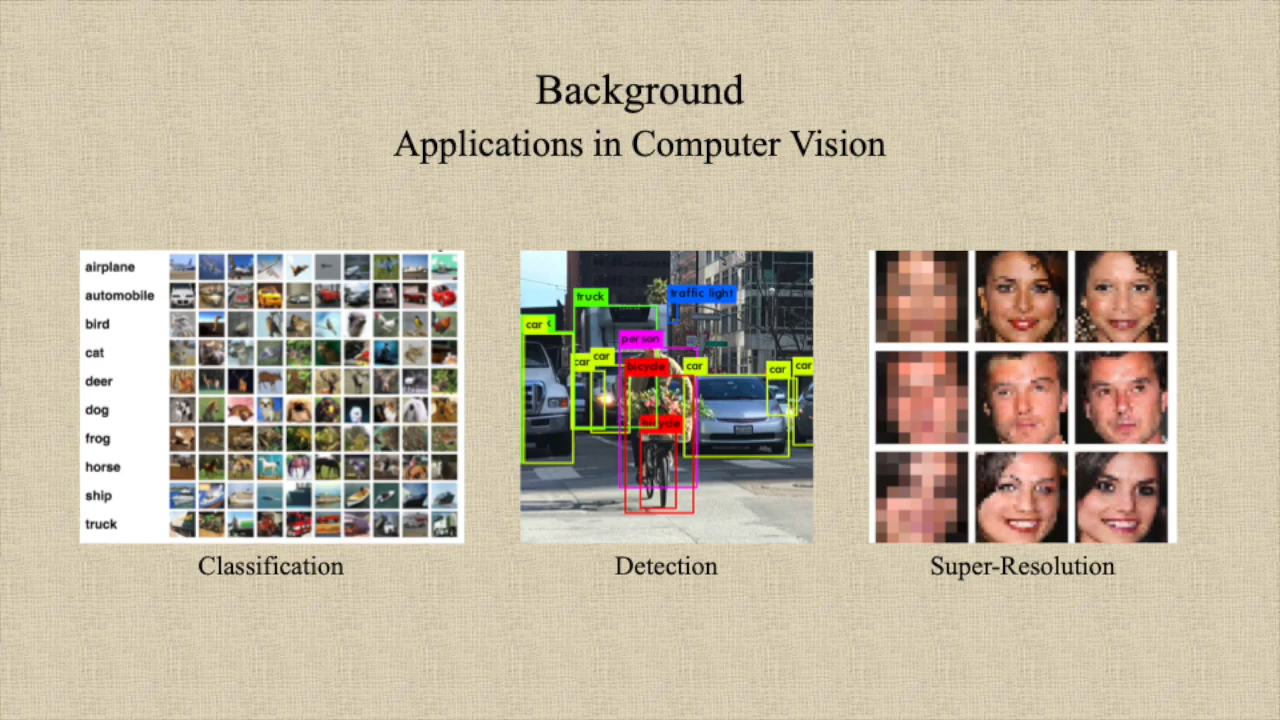 Background
Applications in Computer Vision
airplane
automobile
bird
cat
deer
dog
frog
horse
ship
truck
truck
traffic light
car
person
car
car
bicycle
car
car
car
bicycle
Classification
Detection
Super-Resolution